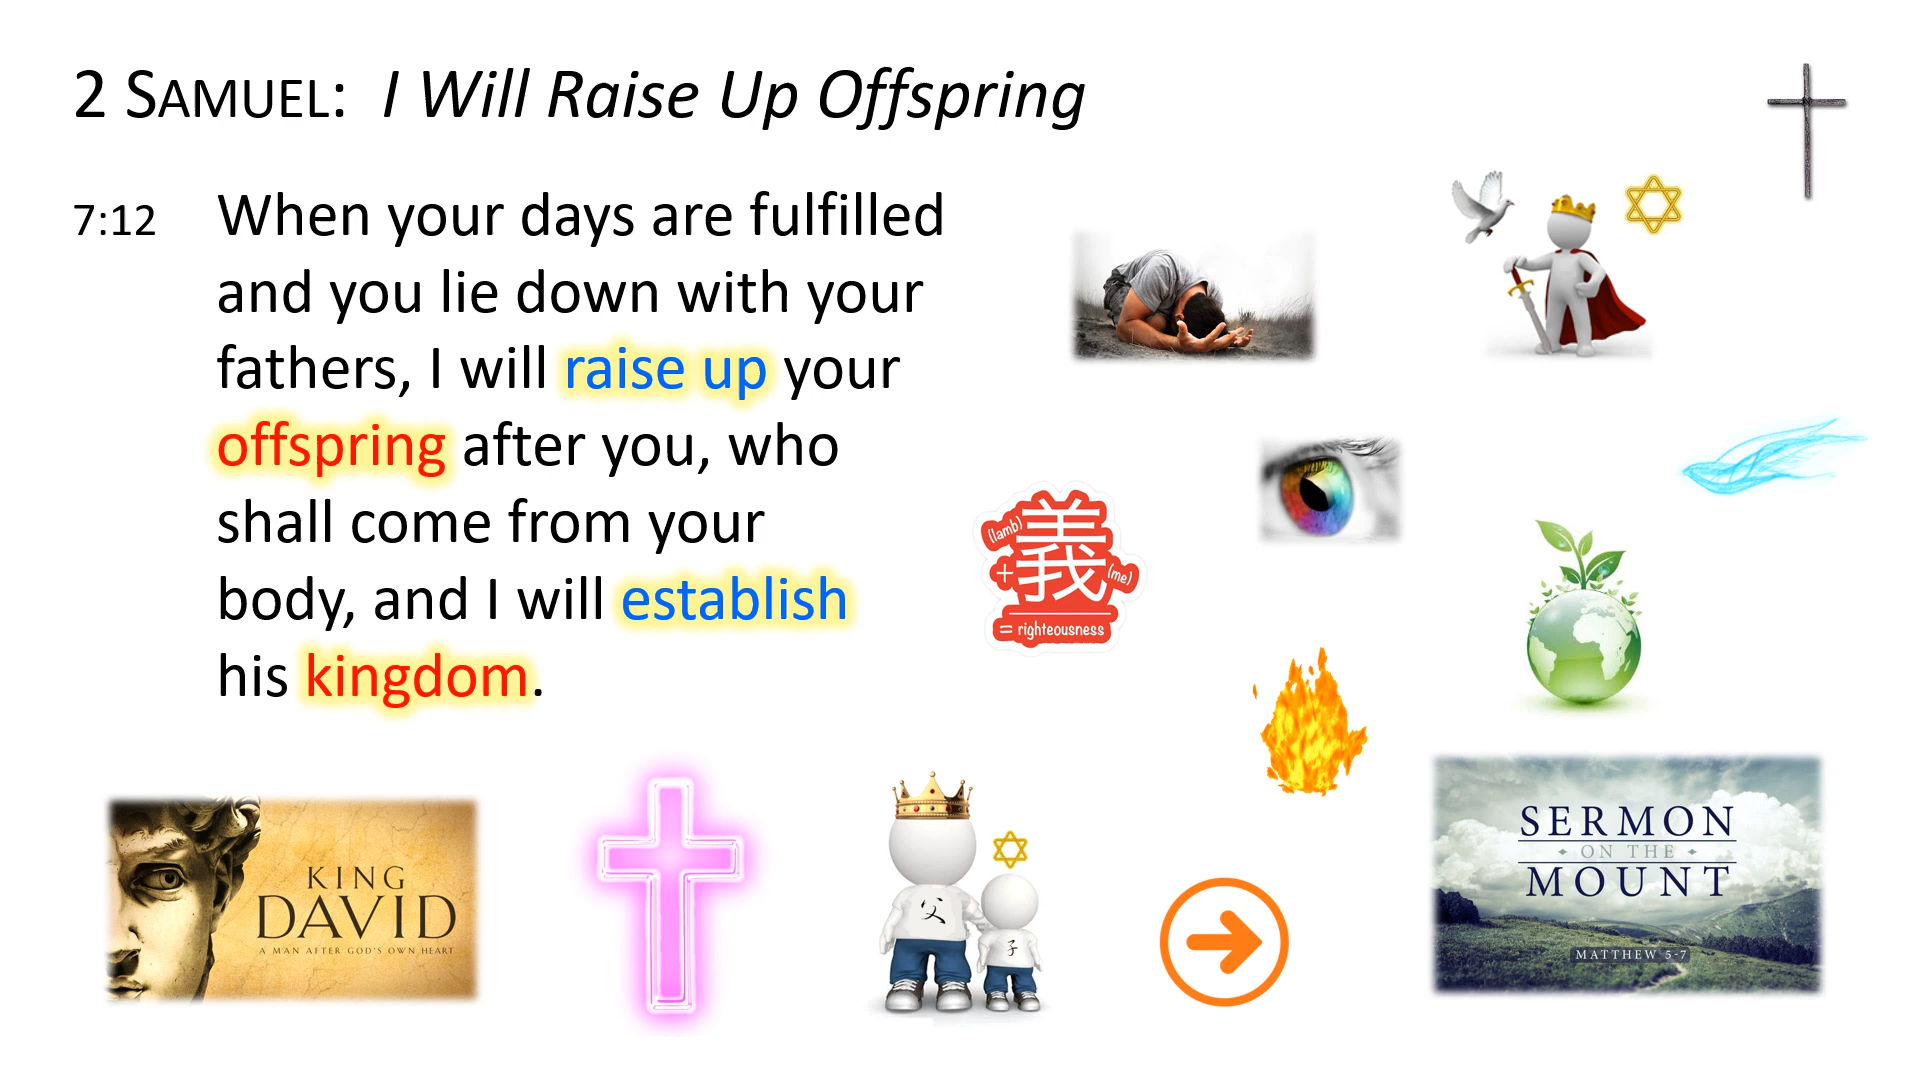 2 SAMUEL: I Will Raise Up Offspring
7:12 When your days are fulfilled
and you lie down with your
fathers, I will raise up your
offspring after you, who
shall come from your
body, and I will establish
his kingdom.
(lamb)
義
+
(me)
= righteousness
KING
DAVID
A MAN AFTER GOD'S OWN HEART
父
子
SERMON
ON THE
MOUNT
MATTHEW 5-7